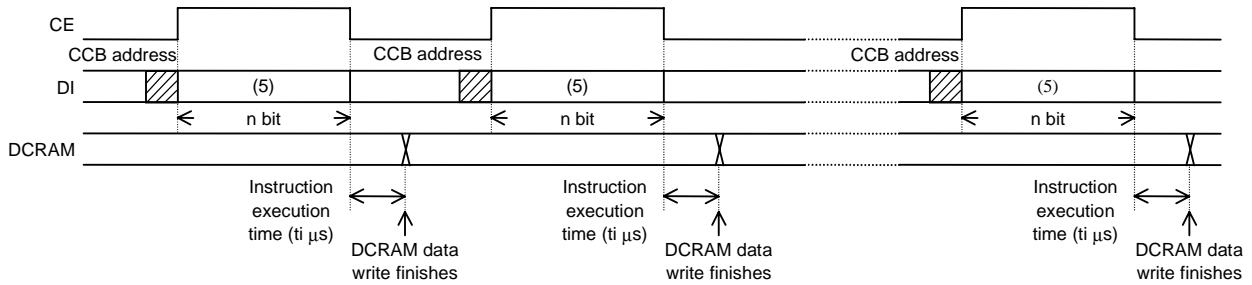 CE
CCB address CCB address CCB address
DI (5) (5) (5)
n bit n bit n bit
DCRAM
Instruction Instruction Instruction
execution execution execution
time (ti μs) time (ti μs) time (ti μs)
DCRAM data DCRAM data DCRAM data
write finishes write finishes write finishes